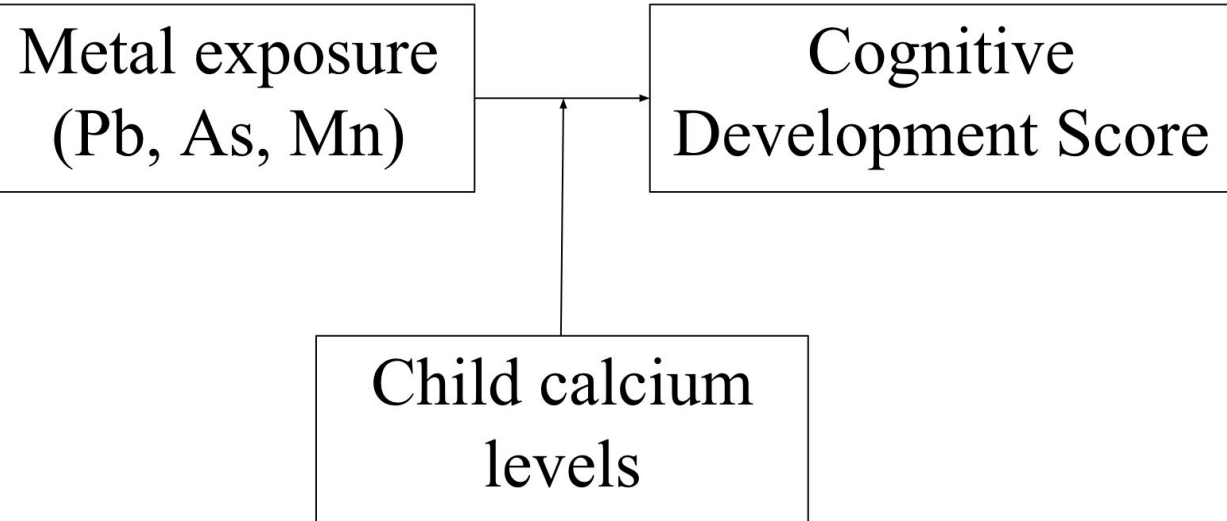 Metal exposure
(Pb, As, Mn)
Cognitive
Development Score
Child calcium
levels